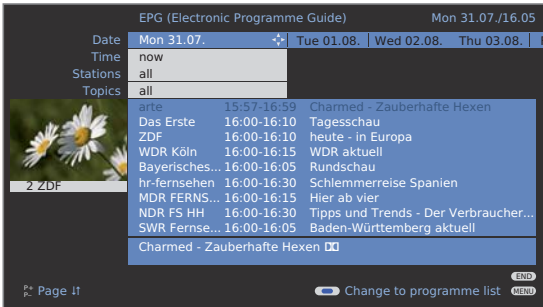 EPG (Electronic Programme Guide) Mon 31.07./16.05
Date Mon 31.07. Tue 01.08. Wed 02.08. Thu 03.08.
Time now
Stations all
Topics all
arte 15:57-16:59 Charmed - Zauberhafte Hexen
Das Erste 16:00-16:10 Tagesschau
ZDF 16:00-16:10 heute - in Europa
WDR Köln 16:00-16:15 WDR aktuell
Bayerisches... 16:00-16:05 Rundschau
hr-fernsehen 16:00-16:30 Schlemmerreise Spanien
MDR FERNS... 16:00-16:15 Hier ab vier
NDR FS HH 16:00-16:30 Tipps und Trends - Der Verbraucher...
SWR Fernse... 16:00-16:05 Baden-Württemberg aktuell
2 ZDF
Charmed - Zauberhafte Hexen
END
P+ P- Page Change to programme list MENU